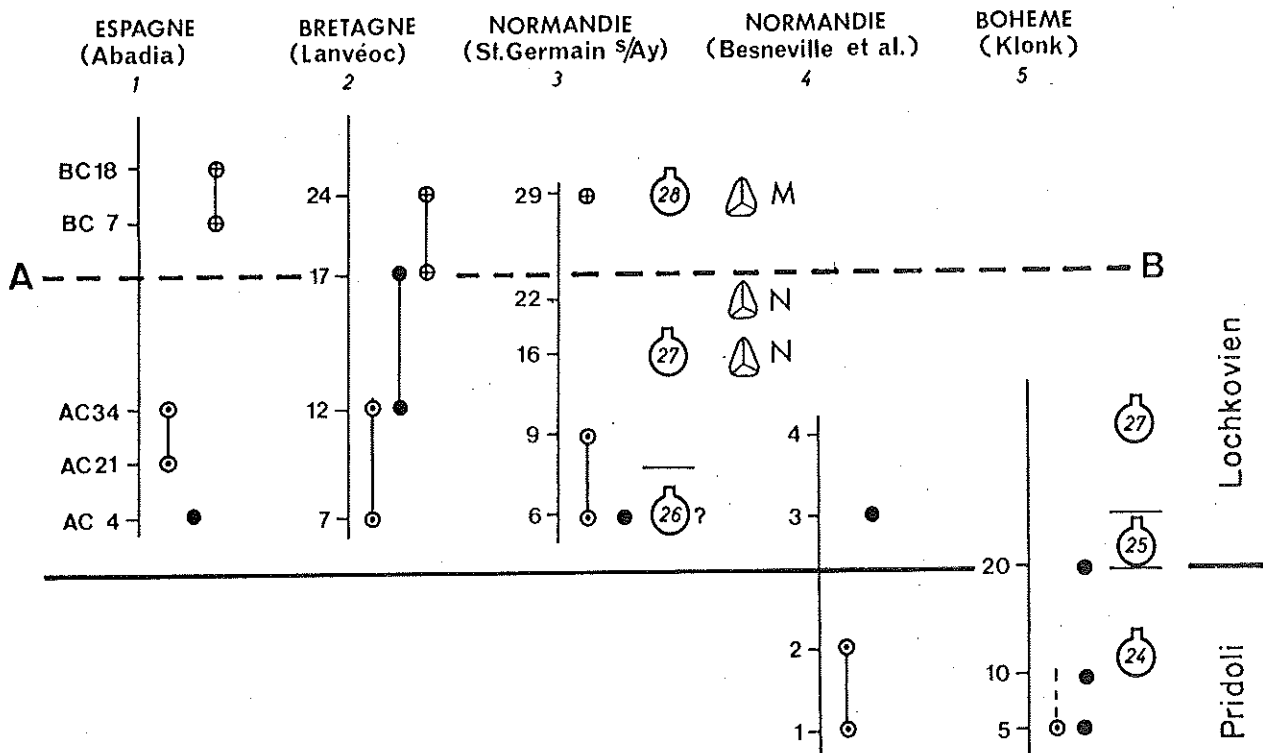 ESPAGNE BRETAGNE NORMANDIE NORMANDIE BOHEME
(Abadia) (Lanvéoc) (St.Germain s/Ay) (Besneville et al.) (Klonk)
1 2 3 4 5
BC18 24 29 28 M
BC 7
A 17 B
22 N
16 27 N
AC34 12 9 4 27
AC21
AC 4 7 6 26 ? 3 25
20
2 24
10
1 5
Lochkovien
Pridoli